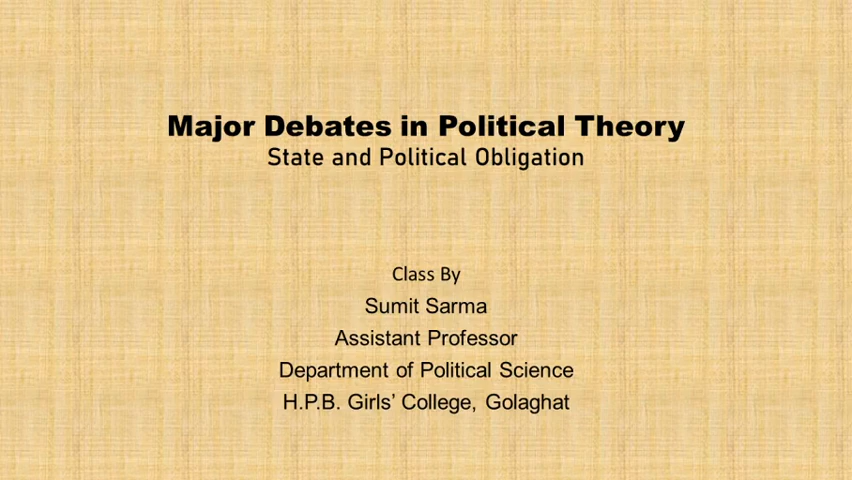 Major Debates in Political Theory
State and Political Obligation
Class By
Sumit Sarma
Assistant Professor
Department of Political Science
H.P.B. Girls’ College, Golaghat